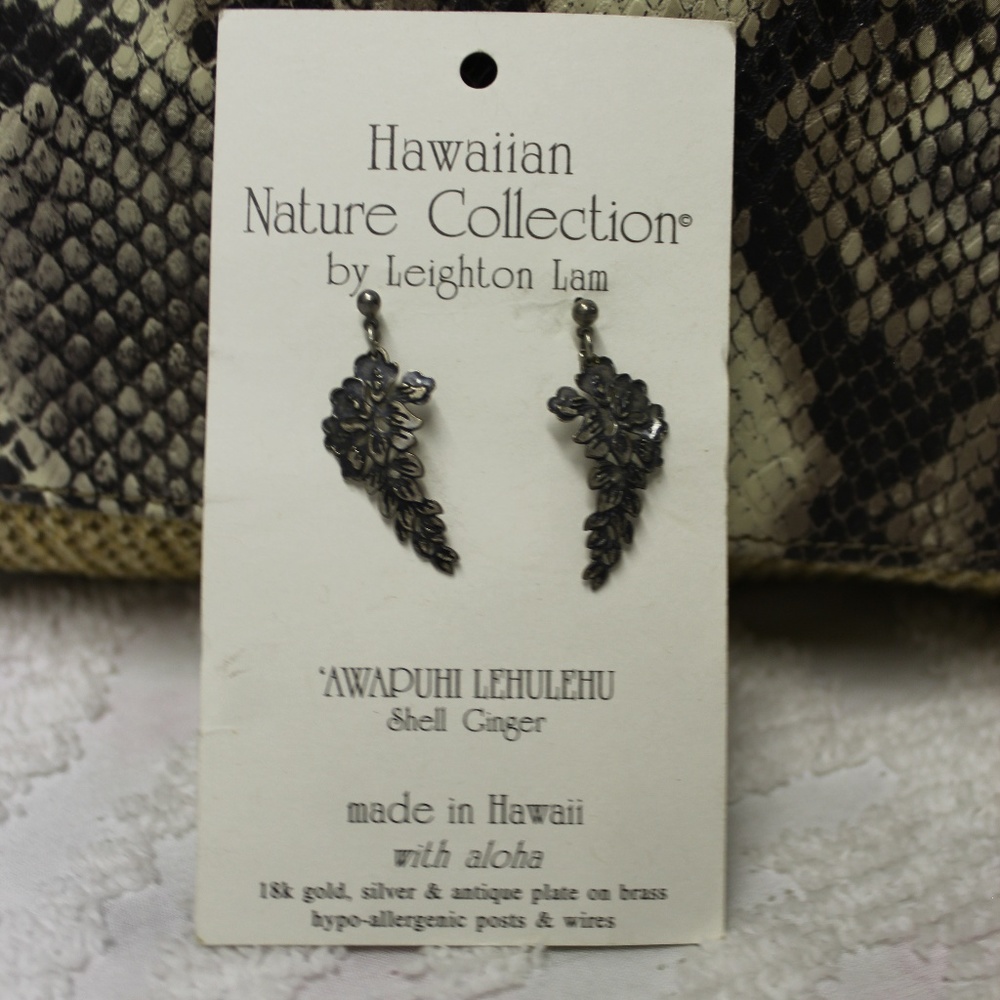 Hawaiian
Nature Collection©
by Leighton Lam
‘AWAPUHI LEHULEHU
Shell Ginger
made in Hawaii
with aloha
18k gold, silver & antique plate on brass
hypo-allergenic posts & wires